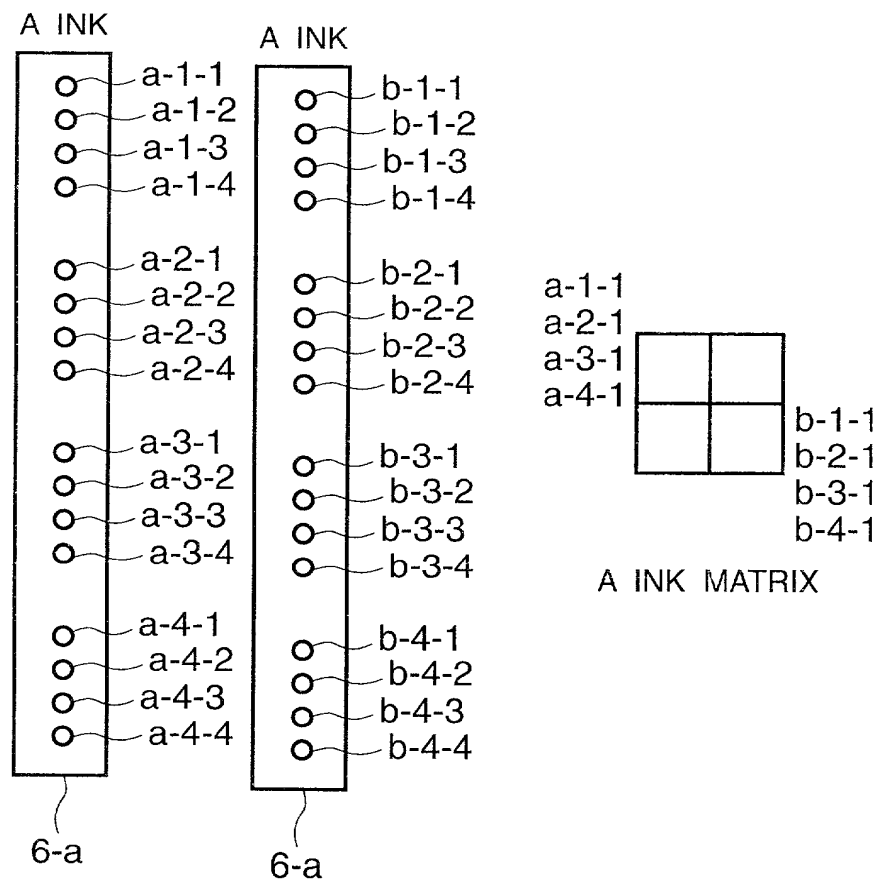 A INK
a-1-1
a-1-2
a-1-3
a-1-4
a-2-1
a-2-2
a-2-3
a-2-4
a-3-1
a-3-2
a-3-3
a-3-4
a-4-1
a-4-2
a-4-3
a-4-4
6-a
A INK
b-1-1
b-1-2
b-1-3
b-1-4
b-2-1
b-2-2
b-2-3
b-2-4
b-3-1
b-3-2
b-3-3
b-3-4
b-4-1
b-4-2
b-4-3
b-4-4
6-a
a-1-1
a-2-1
a-3-1
a-4-1
b-1-1
b-2-1
b-3-1
b-4-1
A INK MATRIX